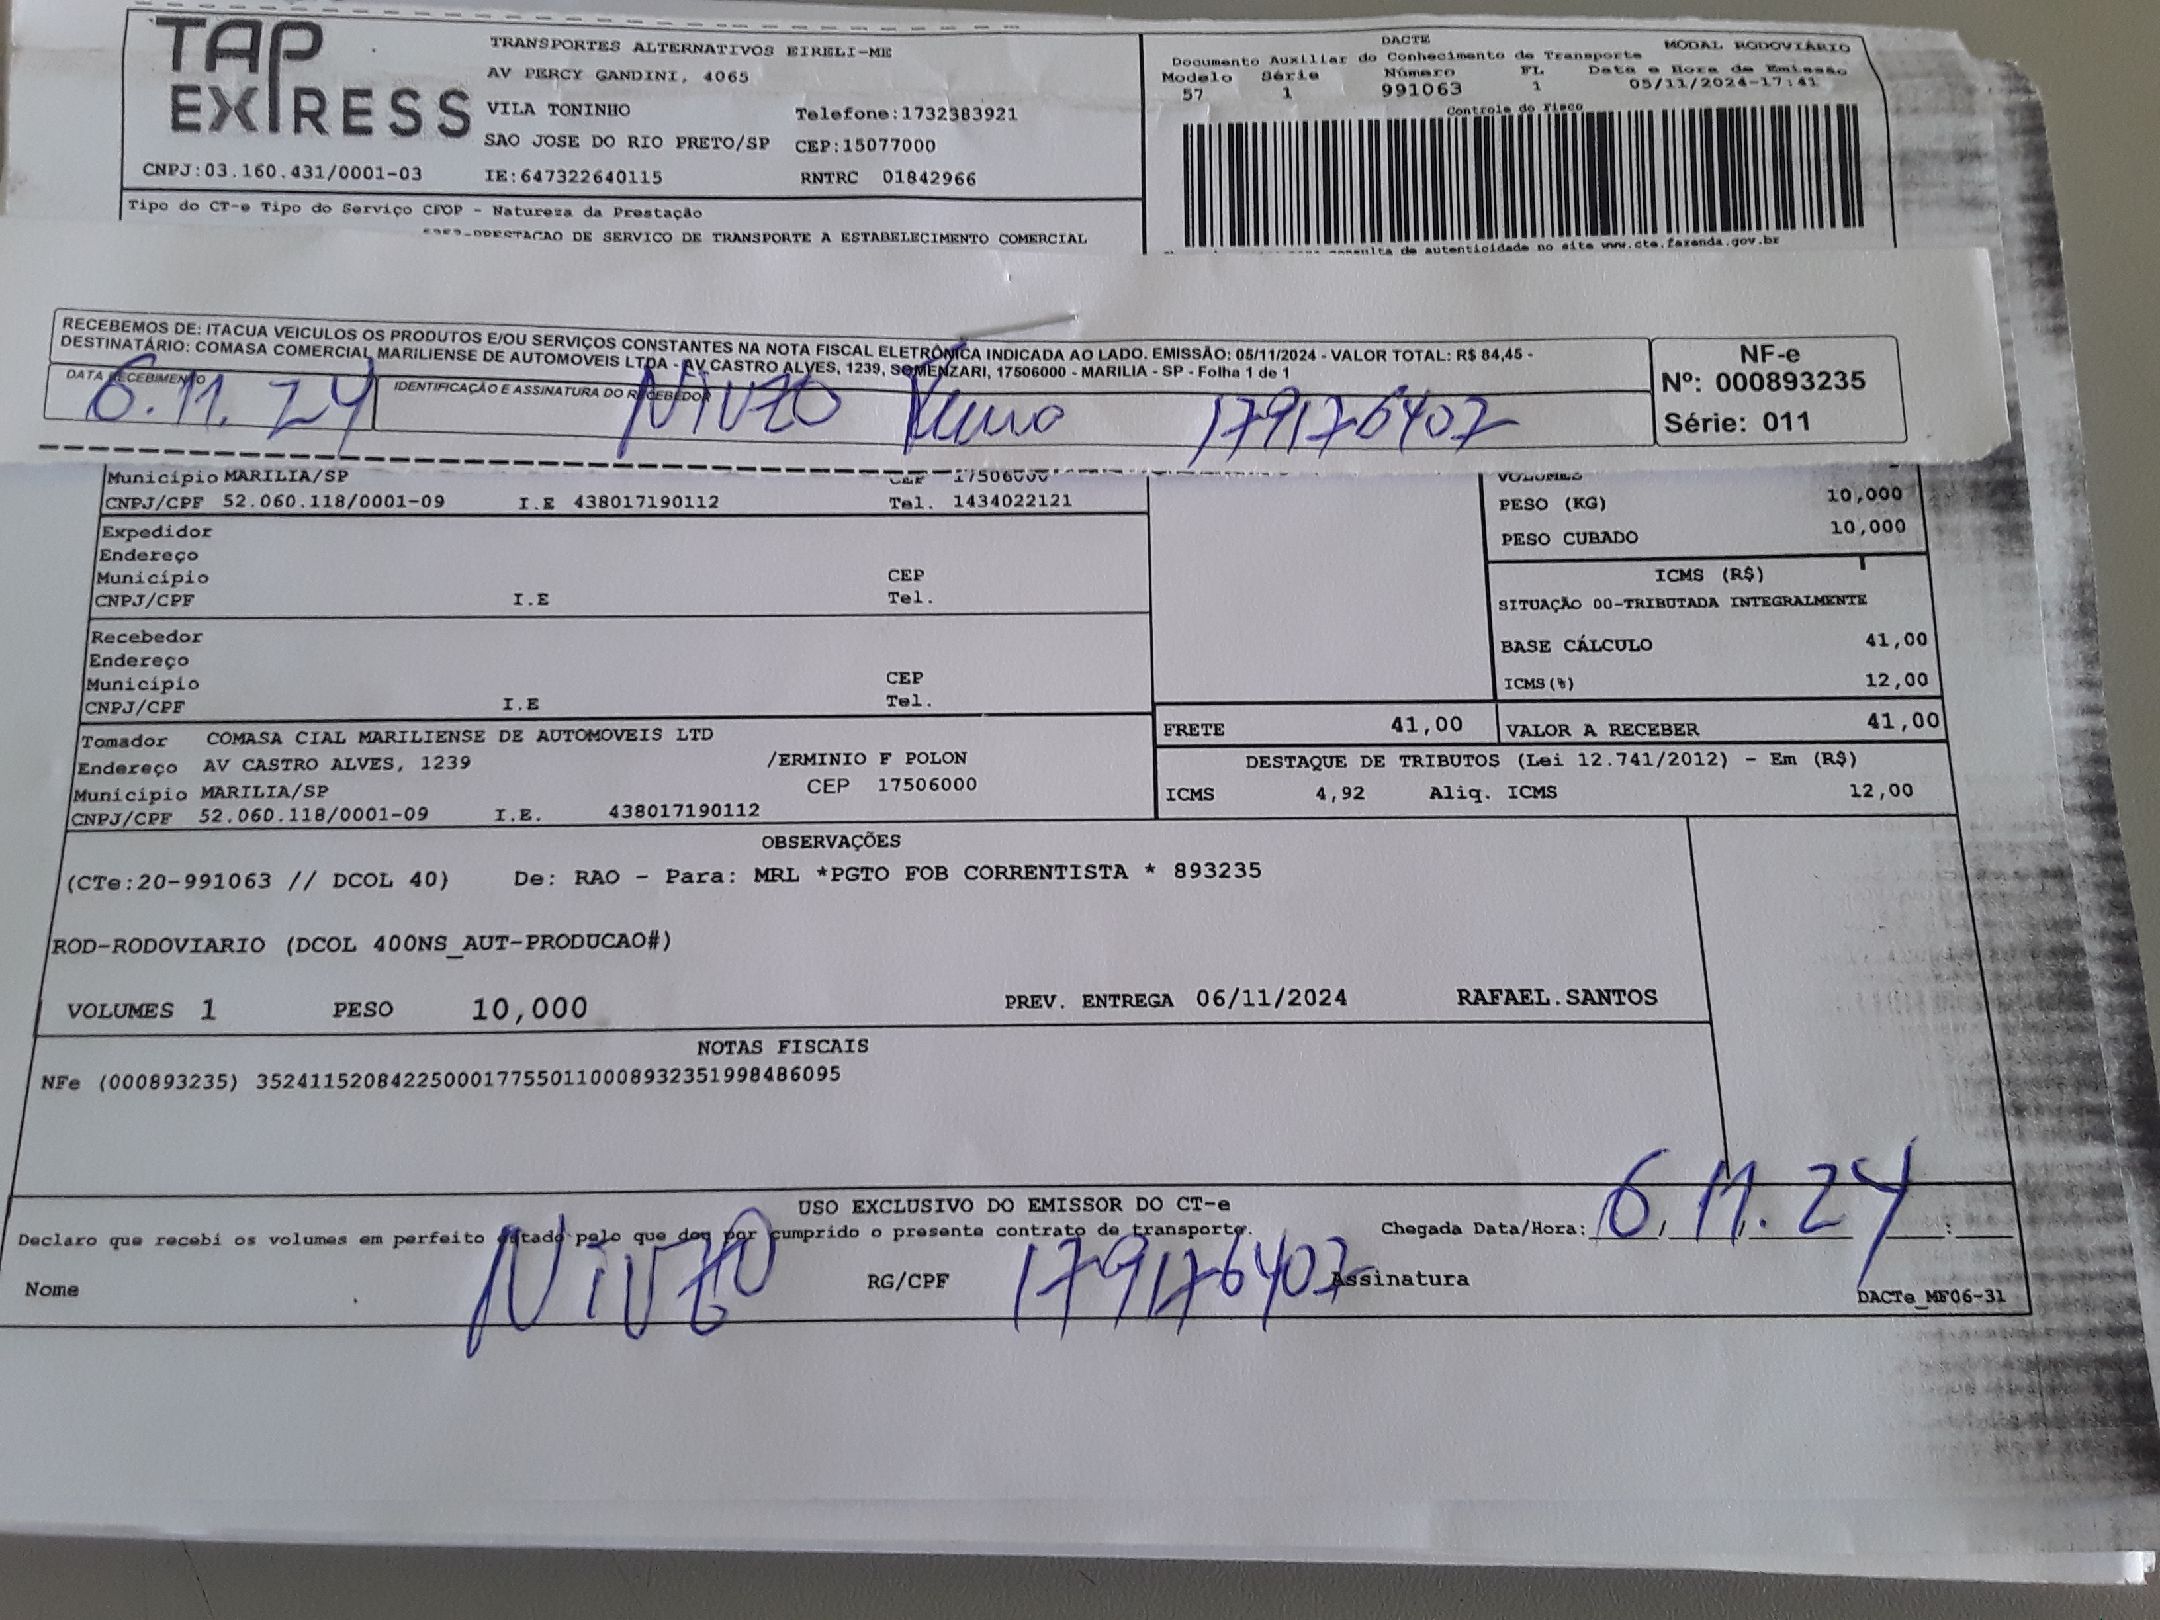 TAP EXPRESS
TRANSPORTES ALTERNATIVOS EIRELI-ME
AV PERCY GANDINI, 4065
VILA TONINHO Telefone:1732383921
SAO JOSE DO RIO PRETO/SP CEP:15077000
CNPJ:03.160.431/0001-03 IE:647322640115 RNTRC 01842966
Tipo do CT-e Tipo do Serviço CFOP - Natureza da Prestação
PRESTACAO DE SERVICO DE TRANSPORTE A ESTABELECIMENTO COMERCIAL
DACTE MODAL RODOVIÁRIO
Documento Auxiliar do Conhecimento de Transporte
Modelo Série Número FL Data e Hora de Emissão
57 1 991063 1 05/11/2024-17:41
Controle do Fisco
consulta de autenticidade no site www.cte.fazenda.gov.br
RECEBEMOS DE: ITACUA VEICULOS OS PRODUTOS E/OU SERVIÇOS CONSTANTES NA NOTA FISCAL ELETRÔNICA INDICADA AO LADO. EMISSÃO: 05/11/2024 - VALOR TOTAL: R$ 84,45 -
DESTINATÁRIO: COMASA COMERCIAL MARILIENSE DE AUTOMOVEIS LTDA - AV CASTRO ALVES, 1239, SOMENZARI, 17506000 - MARILIA - SP - Folha 1 de 1
DATA RECEBIMENTO IDENTIFICAÇÃO E ASSINATURA DO RECEBEDOR
6.11.24 179176407
NF-e
Nº: 000893235
Série: 011
Município MARILIA/SP CEP 17506000
CNPJ/CPF 52.060.118/0001-09 I.E 438017190112 Tel. 1434022121
Expedidor
Endereço
Município CEP
CNPJ/CPF I.E Tel.
Recebedor
Endereço
Município CEP
CNPJ/CPF I.E Tel.
Tomador COMASA CIAL MARILIENSE DE AUTOMOVEIS LTD
Endereço AV CASTRO ALVES, 1239 /ERMINIO F POLON
Município MARILIA/SP CEP 17506000
CNPJ/CPF 52.060.118/0001-09 I.E. 438017190112
VOLUMES
PESO (KG) 10,000
PESO CUBADO 10,000
ICMS (R$)
SITUAÇÃO 00-TRIBUTADA INTEGRALMENTE
BASE CÁLCULO 41,00
ICMS(%) 12,00
FRETE 41,00 VALOR A RECEBER 41,00
DESTAQUE DE TRIBUTOS (Lei 12.741/2012) - Em (R$)
ICMS 4,92 Aliq. ICMS 12,00
OBSERVAÇÕES
(CTe:20-991063 // DCOL 40) De: RAO - Para: MRL *PGTO FOB CORRENTISTA * 893235
ROD-RODOVIARIO (DCOL 400NS_AUT-PRODUCAO#)
VOLUMES 1 PESO 10,000 PREV. ENTREGA 06/11/2024 RAFAEL.SANTOS
NOTAS FISCAIS
NFe (000893235) 35241152084225000177550110008932351998486095
USO EXCLUSIVO DO EMISSOR DO CT-e
Declaro que recebi os volumes em perfeito estado pelo que dou por cumprido o presente contrato de transporte. Chegada Data/Hora: 6/11.24 :
Nome RG/CPF 179176407 Assinatura
DACTe_MF06-31